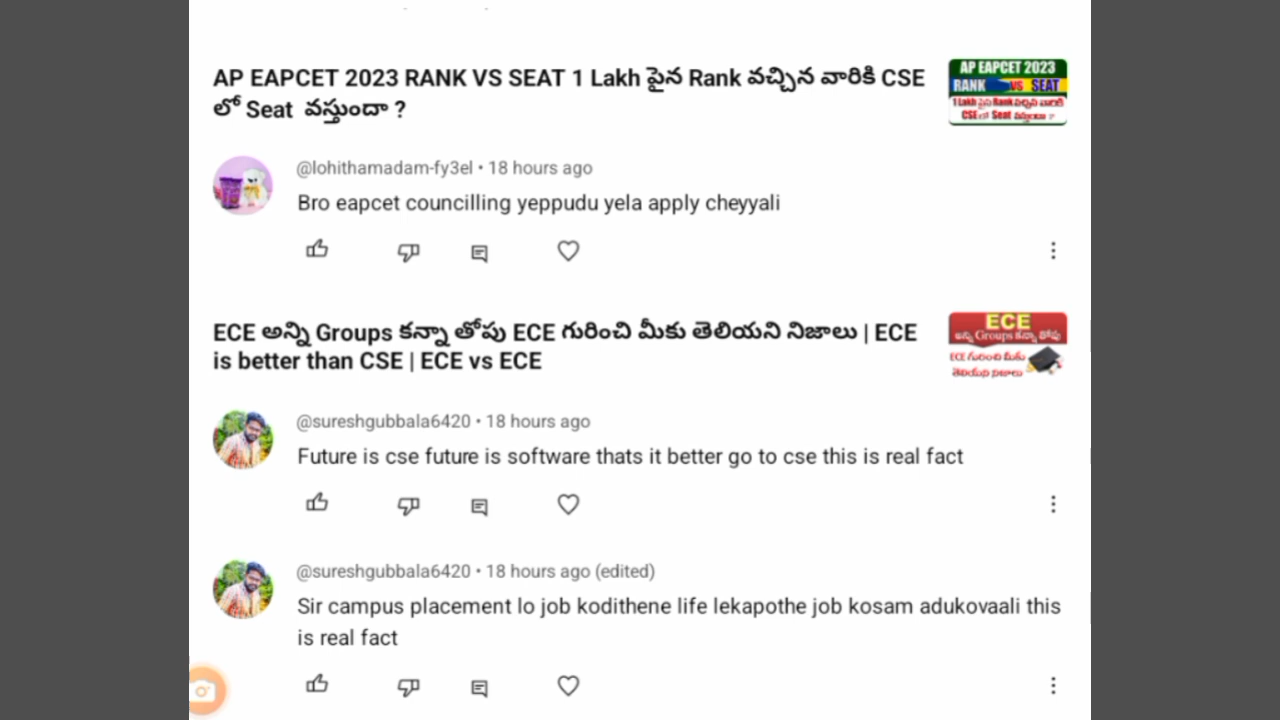 AP EAPCET 2023 RANK VS SEAT 1 Lakh పైన Rank వచ్చిన వారికి CSE
లో Seat వస్తుందా ?
AP EAPCET 2023
RANK VS SEAT
1 Lakh పైన Rank వచ్చిన వారికి
CSE లో Seat వస్తుందా ?
@lohithamadam-fy3el • 18 hours ago
Bro eapcet councilling yeppudu yela apply cheyyali
ECE అన్ని Groups కన్నా తోపు ECE గురించి మీకు తెలియని నిజాలు | ECE
is better than CSE | ECE vs ECE
ECE
అన్ని Groups కన్నా తోపు
ECE గురించి మీకు
తెలియని నిజాలు
@sureshgubbala6420 • 18 hours ago
Future is cse future is software thats it better go to cse this is real fact
@sureshgubbala6420 • 18 hours ago (edited)
Sir campus placement lo job kodithene life lekapothe job kosam adukovaali this
is real fact